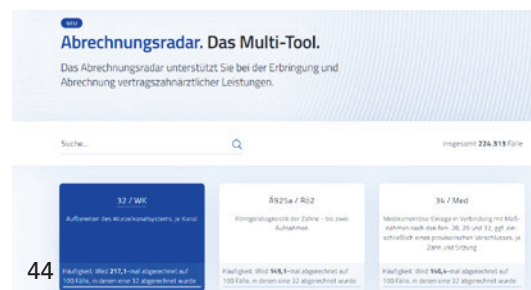 NEU
Abrechnungsradar. Das Multi-Tool.
Das Abrechnungsradar unterstützt Sie bei der Erbringung und
Abrechnung vertragszahnärztlicher Leistungen.
Suche...
Insgesamt 224.313 Fälle
32 / WK
Aufbereiten des Wurzelkanalsystems, je Kanal
Häufigkeit: Wird 217,1-mal abgerechnet auf
100 Fälle, in denen eine 32 abgerechnet wurde
Ä925a / Rö2
Röntgendiagnostik der Zähne - bis zwei
Aufnahmen
Häufigkeit: Wird 149,1-mal abgerechnet auf
100 Fälle, in denen eine 32 abgerechnet wurde
34 / Med
Medikamentöse Einlage in Verbindung mit Maß-
nahmen nach den Nrn. 28, 29 und 32, ggf. ein-
schließlich eines provisorischen Verschlusses, je
Zahn und Sitzung
Häufigkeit: Wird 146,4-mal abgerechnet auf
100 Fälle, in denen eine 32 abgerechnet wurde
44